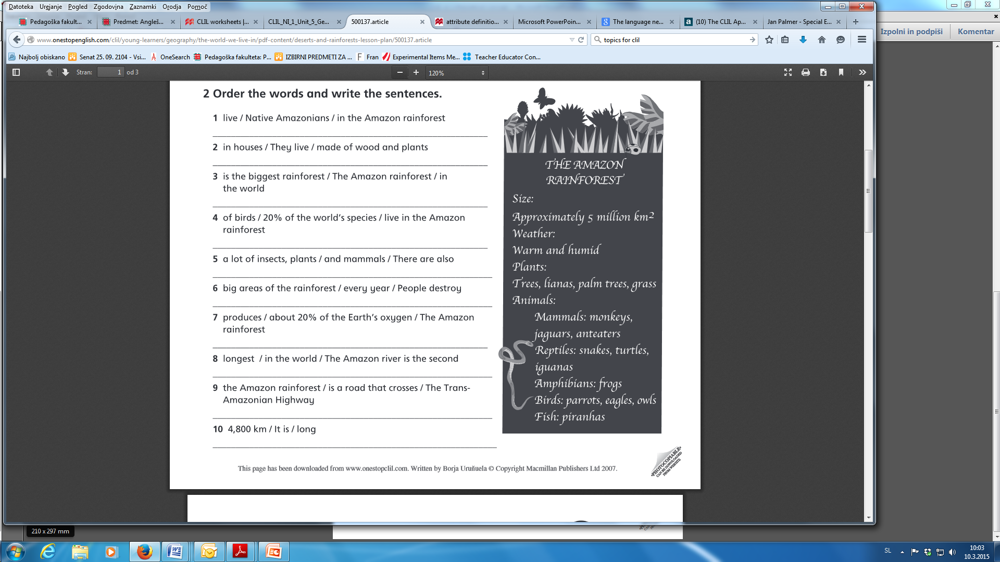 Datoteka Urejanje Pogled Zgodovina Zaznamki Orodja Pomoč
Pedagoška fakult... Predmet: Angleš... CLIL worksheets |... CLIL_NI_1_Unit_5_Ge... 500137.article attribute definitio... Microsoft PowerPoin... The language ne... (10) The CLIL Ap... Jan Palmer - Special E...
www.onestopenglish.com/clil/young-learners/geography/the-world-we-live-in/pdf-content/deserts-and-rainforests-lesson-plan/500137.article topics for clil
Izpolni in podpiši Komentar
Najbolj obiskano Senat 25. 09. 2104 - Vsi... OneSearch Pedagoška fakulteta: P... IZBIRNI PREDMETI ZA ... Fran Experimental Items Me... Teacher Educator Con...
Stran: 1 od 3 120%
2 Order the words and write the sentences.
1 live / Native Amazonians / in the Amazon rainforest
2 in houses / They live / made of wood and plants
3 is the biggest rainforest / The Amazon rainforest / in
the world
4 of birds / 20% of the world's species / live in the Amazon
rainforest
5 a lot of insects, plants / and mammals / There are also
6 big areas of the rainforest / every year / People destroy
7 produces / about 20% of the Earth's oxygen / The Amazon
rainforest
8 longest / in the world / The Amazon river is the second
9 the Amazon rainforest / is a road that crosses / The Trans-
Amazonian Highway
10 4,800 km / It is / long
THE AMAZON
RAINFOREST
Size:
Approximately 5 million km²
Weather:
Warm and humid
Plants:
Trees, lianas, palm trees, grass
Animals:
Mammals: monkeys,
jaguars, anteaters
Reptiles: snakes, turtles,
iguanas
Amphibians: frogs
Birds: parrots, eagles, owls
Fish: piranhas
This page has been downloaded from www.onestopclil.com. Written by Borja Uruñuela © Copyright Macmillan Publishers Ltd 2007.
•PHOTOCOPIABLE•
CAN BE DOWNLOADED
FROM WEBSITE
210 x 297 mm
SL
10:03
10.3.2015